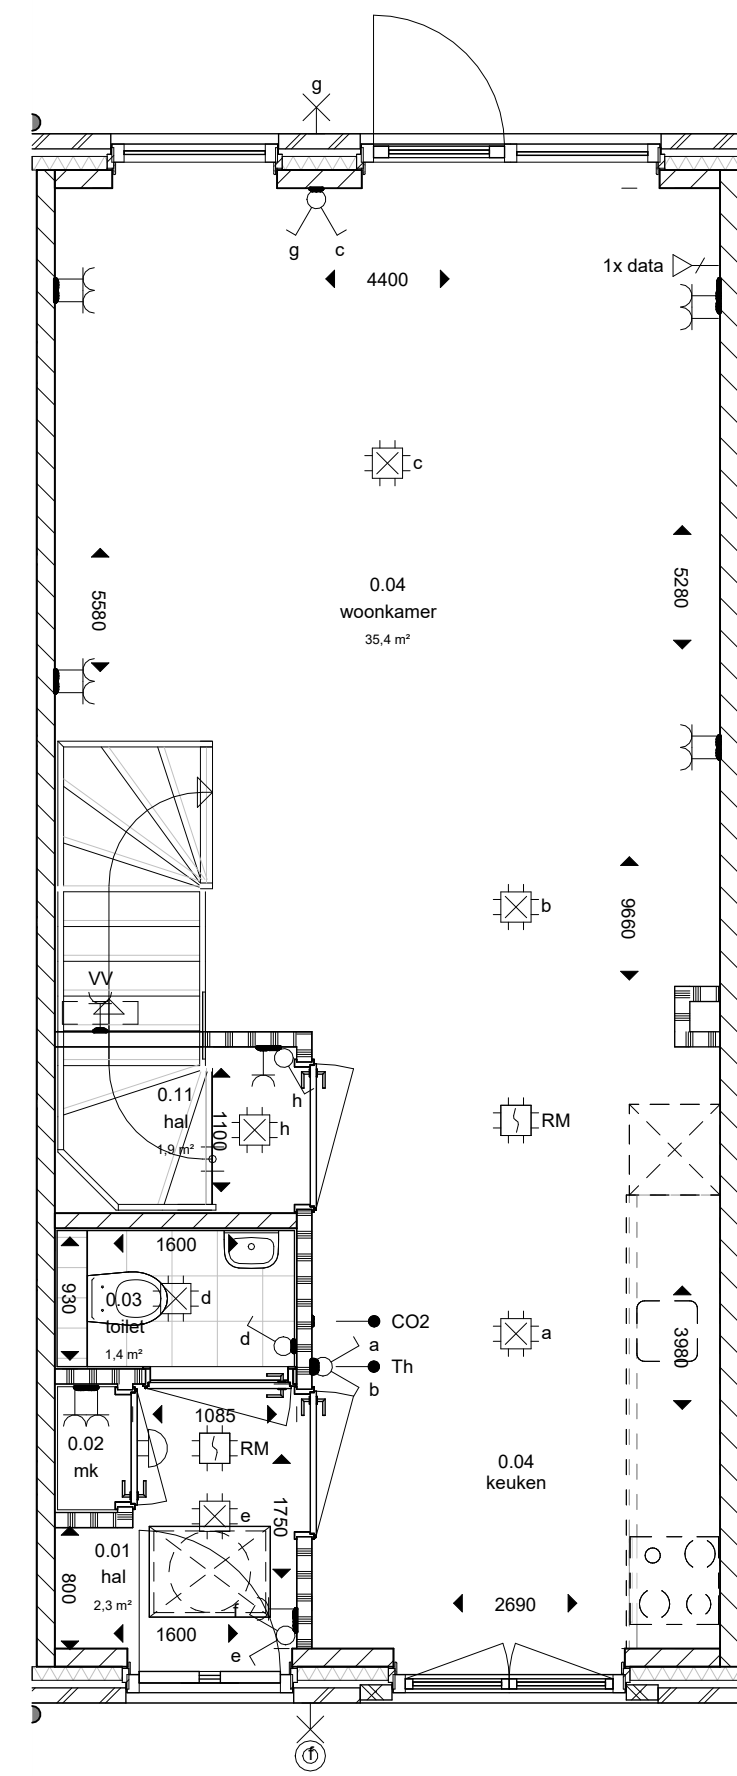 g
g c
1x data
4400
c
0.04
woonkamer
35,4 m²
5580
5280
b
9660
VV
0.11
hal
1,9 m²
1100
h
h
RM
1600
930
0.03
toilet
1,4 m²
d
d
CO2
a
Th
b
a
3980
1085
0.02
mk
RM
0.04
keuken
e
1750
0.01
hal
2,3 m²
800
f
1600
e
2690
f